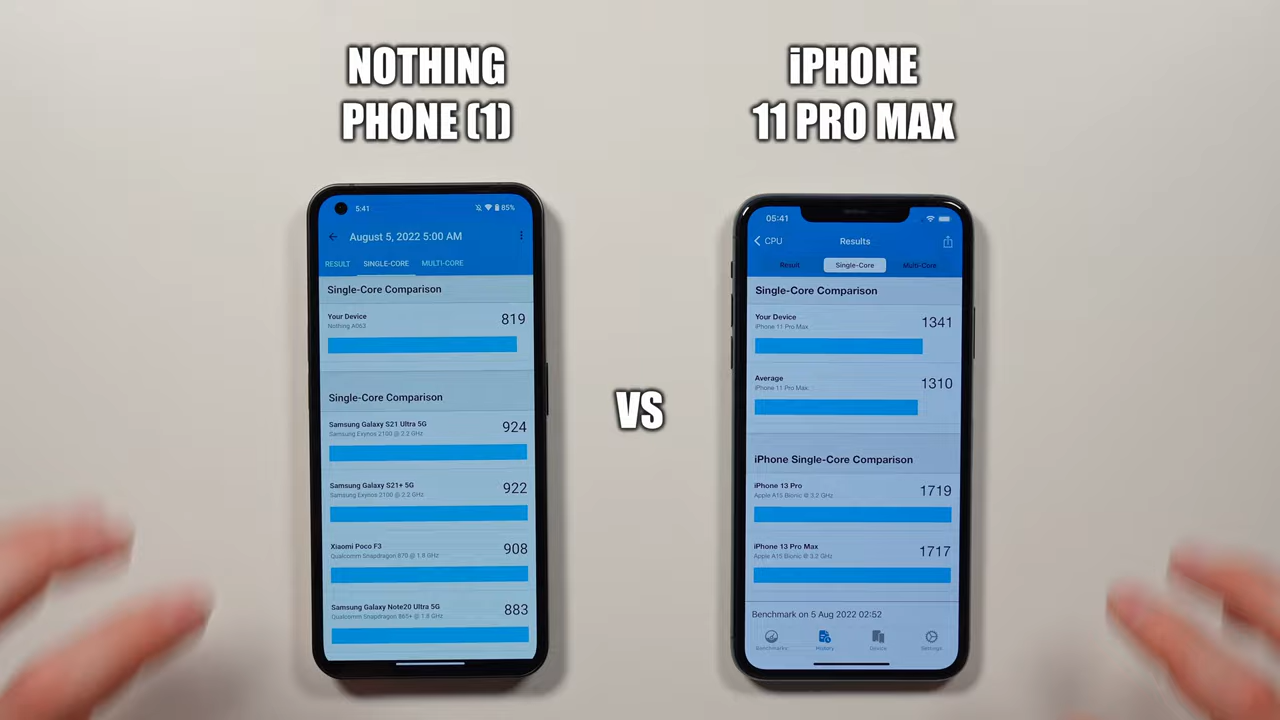 NOTHING
PHONE (1)
iPHONE
11 PRO MAX
VS
5:41
85%
August 5, 2022 5:00 AM
RESULT SINGLE-CORE MULTI-CORE
Single-Core Comparison
Your Device 819
Nothing A063
Single-Core Comparison
Samsung Galaxy S21 Ultra 5G 924
Samsung Exynos 2100 @ 2.2 GHz
Samsung Galaxy S21+ 5G 922
Samsung Exynos 2100 @ 2.2 GHz
Xiaomi Poco F3 908
Qualcomm Snapdragon 870 @ 1.8 GHz
Samsung Galaxy Note20 Ultra 5G 883
Qualcomm Snapdragon 865+ @ 1.8 GHz
05:41
CPU Results
Result Single-Core Multi-Core
Single-Core Comparison
Your Device 1341
iPhone 11 Pro Max
Average 1310
iPhone 11 Pro Max
iPhone Single-Core Comparison
iPhone 13 Pro 1719
Apple A15 Bionic @ 3.2 GHz
iPhone 13 Pro Max 1717
Apple A15 Bionic @ 3.2 GHz
Benchmark on 5 Aug 2022 02:52
Benchmarks History Device Settings